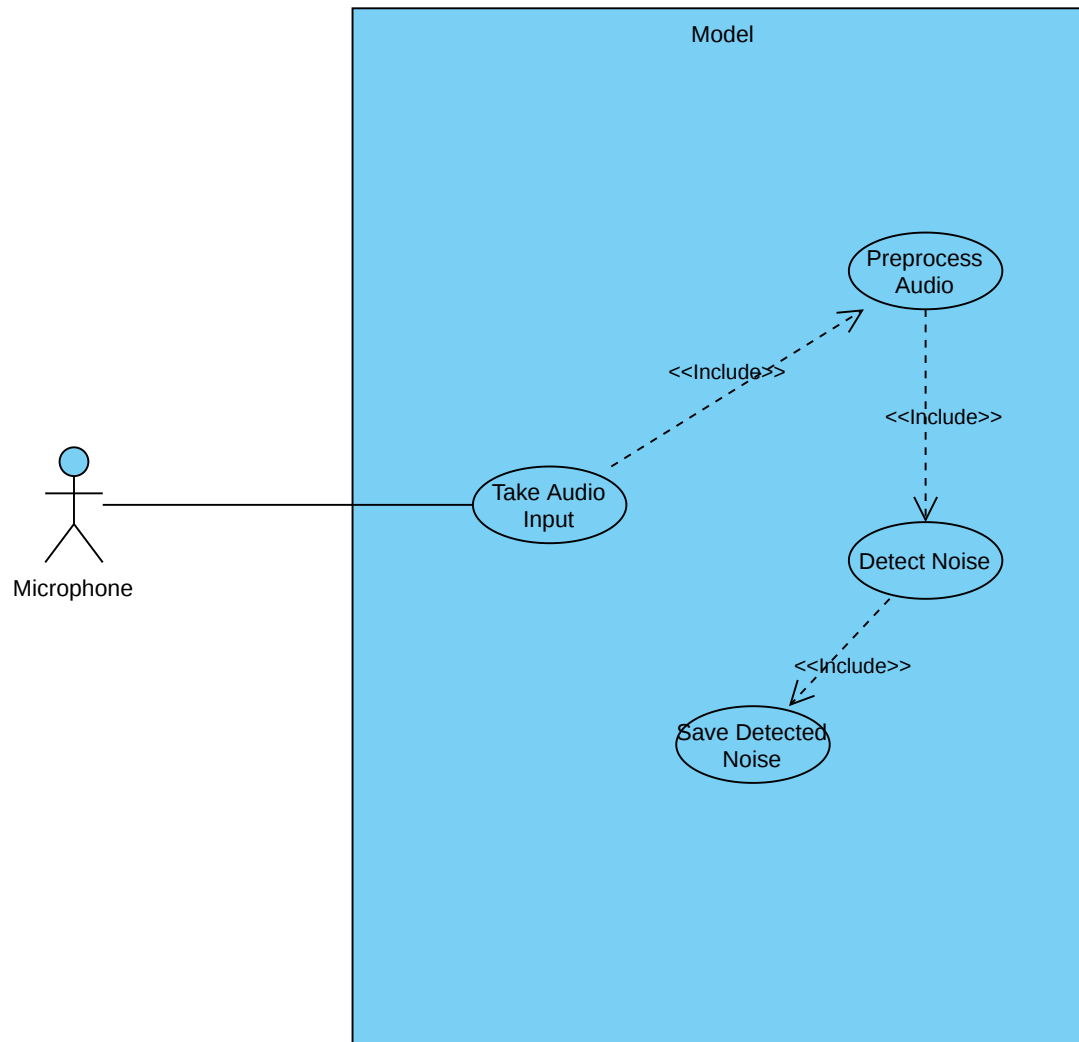 Model
Preprocess
Audio
<<Include>>
<<Include>>
Take Audio
Input
Detect Noise
Microphone
<<Include>>
Save Detected
Noise